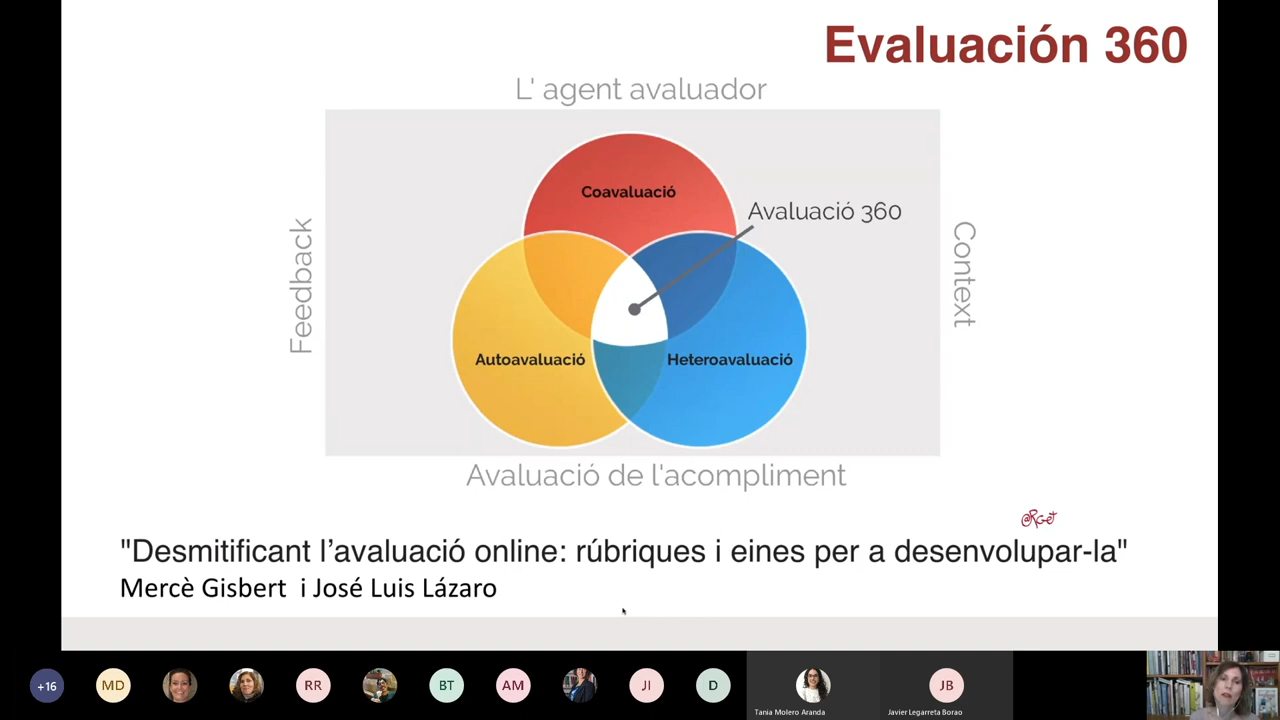 Evaluación 360
L' agent avaluador
Coavaluació
Avaluació 360
Feedback
Context
Autoavaluació
Heteroavaluació
Avaluació de l'acompliment
@RGet
"Desmitificant l’avaluació online: rúbriques i eines per a desenvolupar-la"
Mercè Gisbert i José Luis Lázaro
+16
MD
RR
BT
AM
JI
D
JB
Tania Molero Aranda
Javier Legarreta Borao